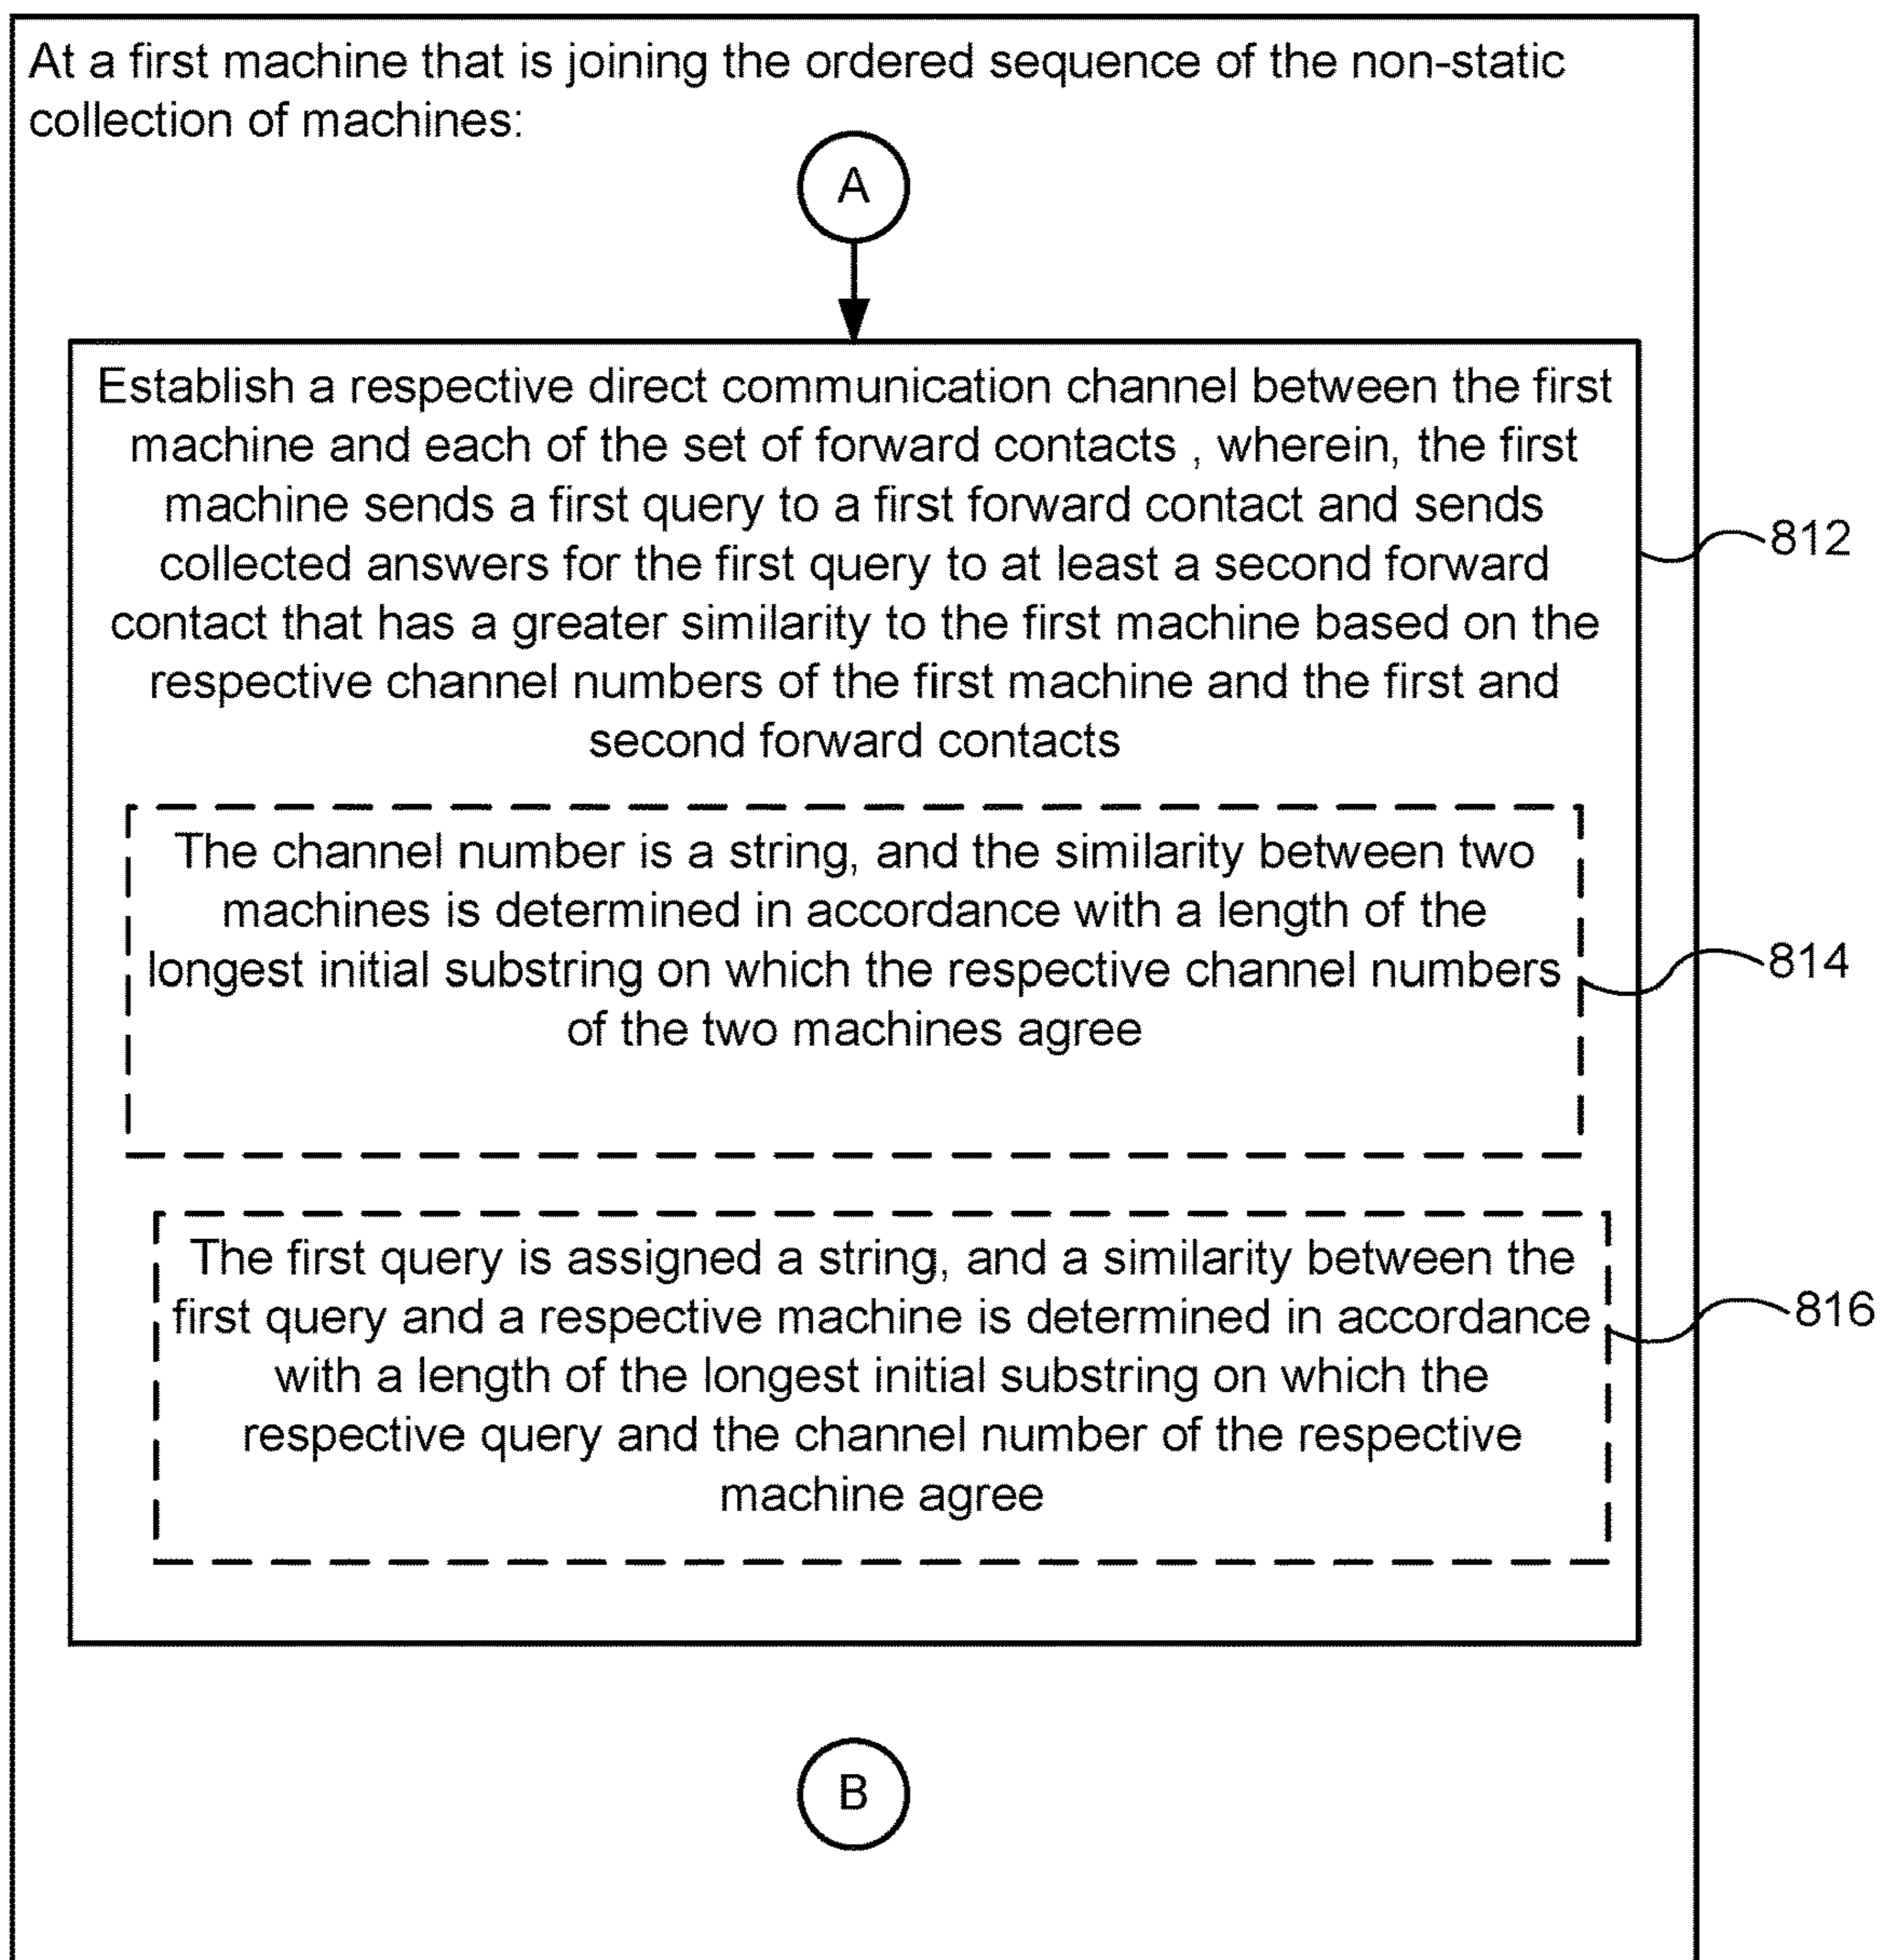 At a first machine that is joining the ordered sequence of the non-static
collection of machines:
A
Establish a respective direct communication channel between the first
machine and each of the set of forward contacts , wherein, the first
machine sends a first query to a first forward contact and sends
collected answers for the first query to at least a second forward
contact that has a greater similarity to the first machine based on the
respective channel numbers of the first machine and the first and
second forward contacts
812
The channel number is a string, and the similarity between two
machines is determined in accordance with a length of the
longest initial substring on which the respective channel numbers
of the two machines agree
814
The first query is assigned a string, and a similarity between the
first query and a respective machine is determined in accordance
with a length of the longest initial substring on which the
respective query and the channel number of the respective
machine agree
816
B